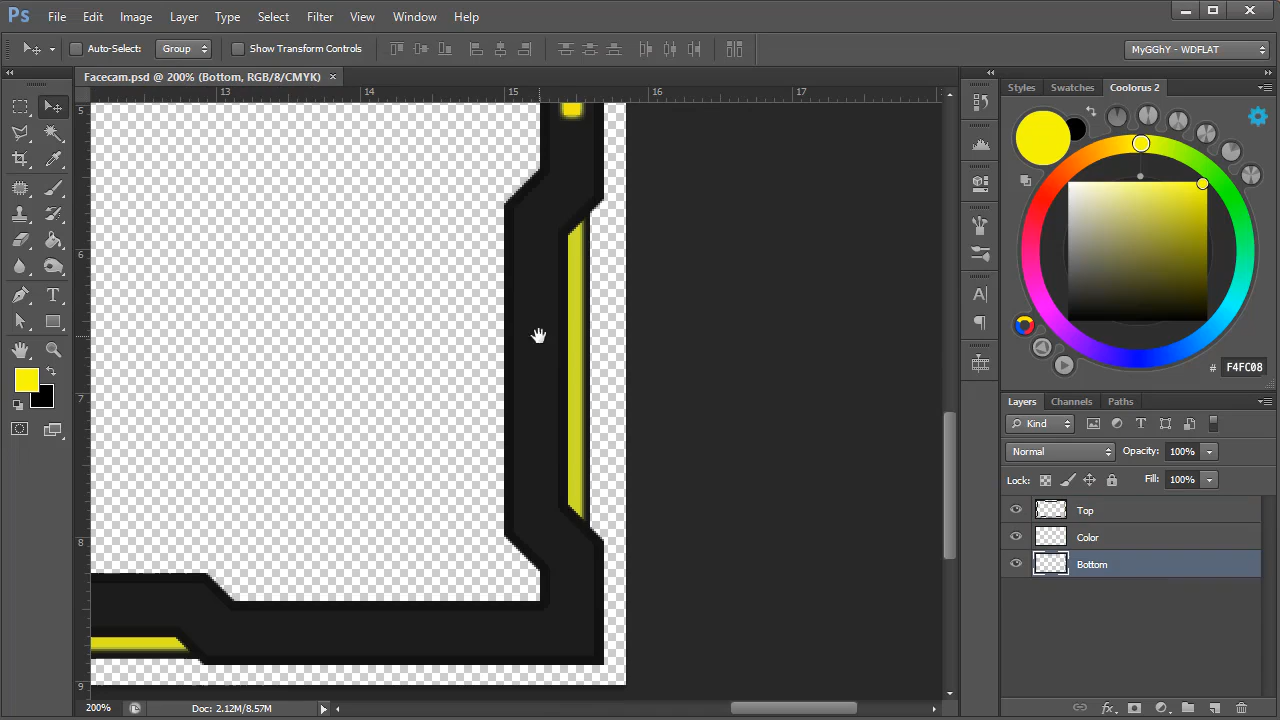 Ps File Edit Image Layer Type Select Filter View Window Help
Auto-Select: Group Show Transform Controls MyGGhY - WDFLAT
Facecam.psd @ 200% (Bottom, RGB/8/CMYK) ×
Styles Swatches Coolorus 2
13 14 15 16 17
5
6
7
8
9
# F4FC08
Layers Channels Paths
Kind
Normal Opacity: 100%
Lock: Fill: 100%
Top
Color
Bottom
200% Doc: 2.12M/8.57M
fx